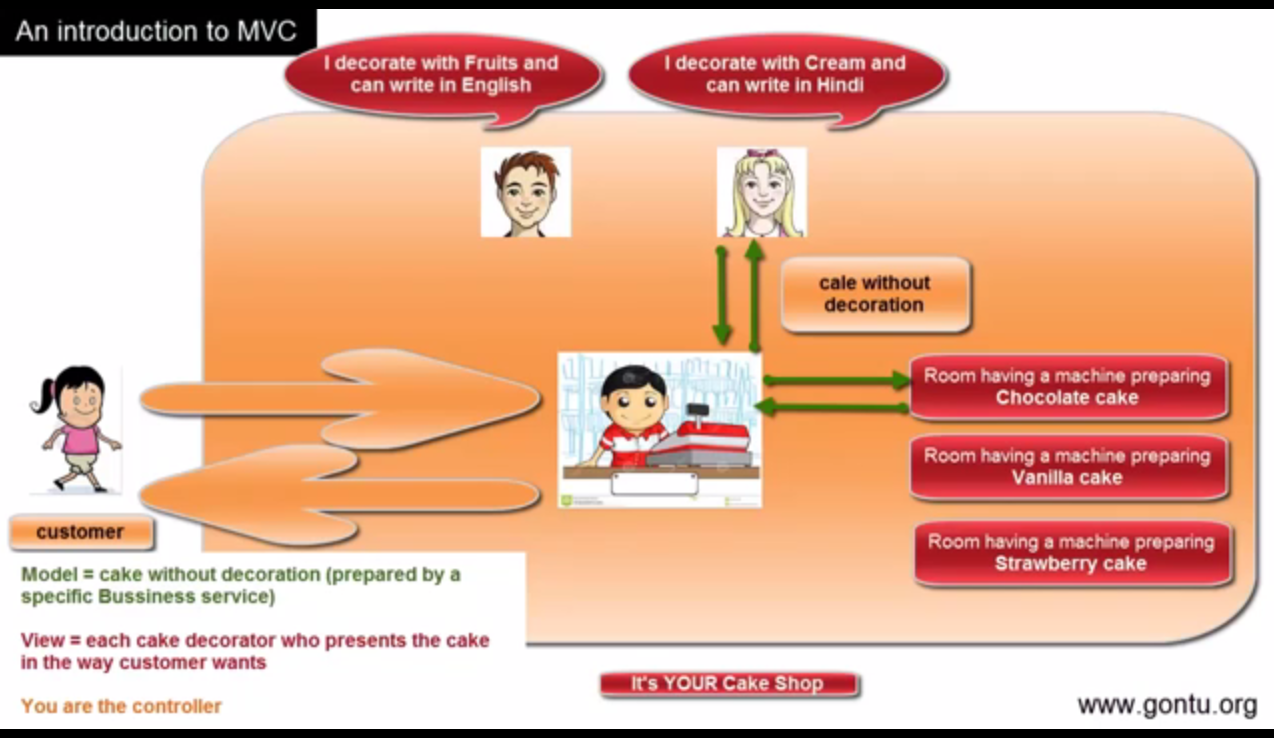 An introduction to MVC
I decorate with Fruits and
can write in English
I decorate with Cream and
can write in Hindi
cale without
decoration
Room having a machine preparing
Chocolate cake
Room having a machine preparing
Vanilla cake
Room having a machine preparing
Strawberry cake
customer
Model = cake without decoration (prepared by a
specific Bussiness service)
View = each cake decorator who presents the cake
in the way customer wants
You are the controller
It's YOUR Cake Shop
www.gontu.org